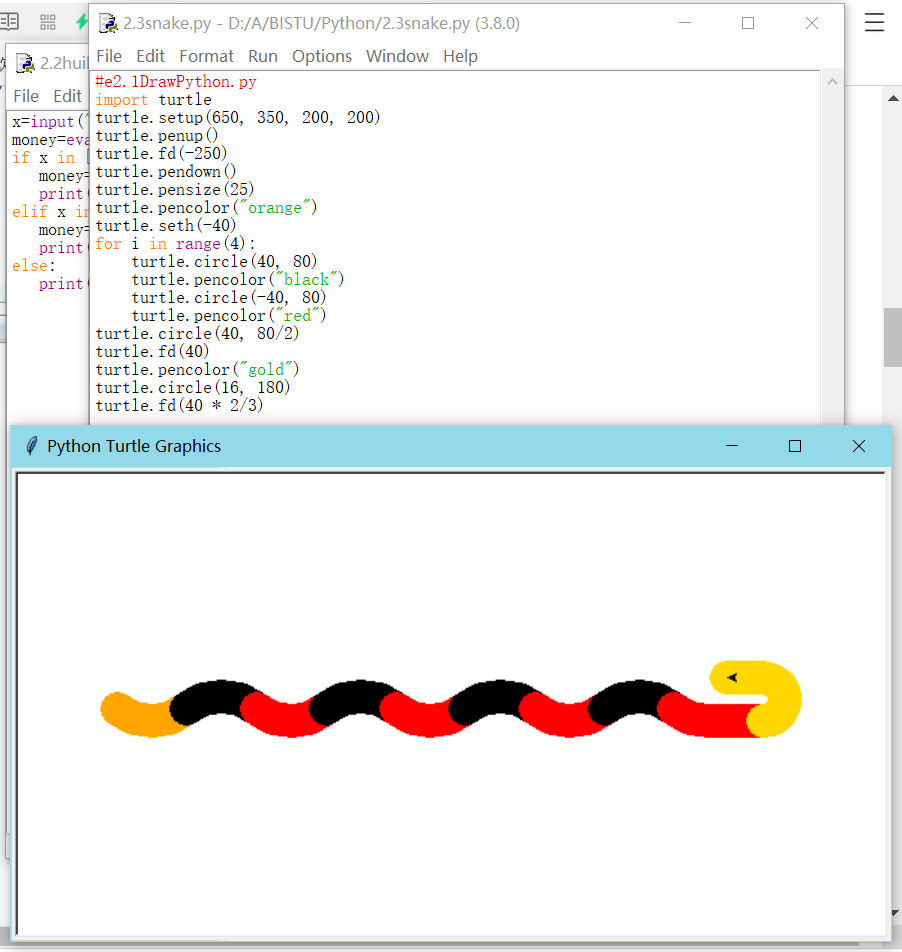 2.3snake.py - D:/A/BISTU/Python/2.3snake.py (3.8.0)
File Edit Format Run Options Window Help
#e2.1DrawPython.py
import turtle
turtle.setup(650, 350, 200, 200)
turtle.penup()
turtle.fd(-250)
turtle.pendown()
turtle.pensize(25)
turtle.pencolor("orange")
turtle.seth(-40)
for i in range(4):
    turtle.circle(40, 80)
    turtle.pencolor("black")
    turtle.circle(-40, 80)
    turtle.pencolor("red")
turtle.circle(40, 80/2)
turtle.fd(40)
turtle.pencolor("gold")
turtle.circle(16, 180)
turtle.fd(40 * 2/3)
File Edit
x=input("
money=eva
if x in [
   money=
   print(
elif x in
   money=
   print(
else:
   print(
Python Turtle Graphics